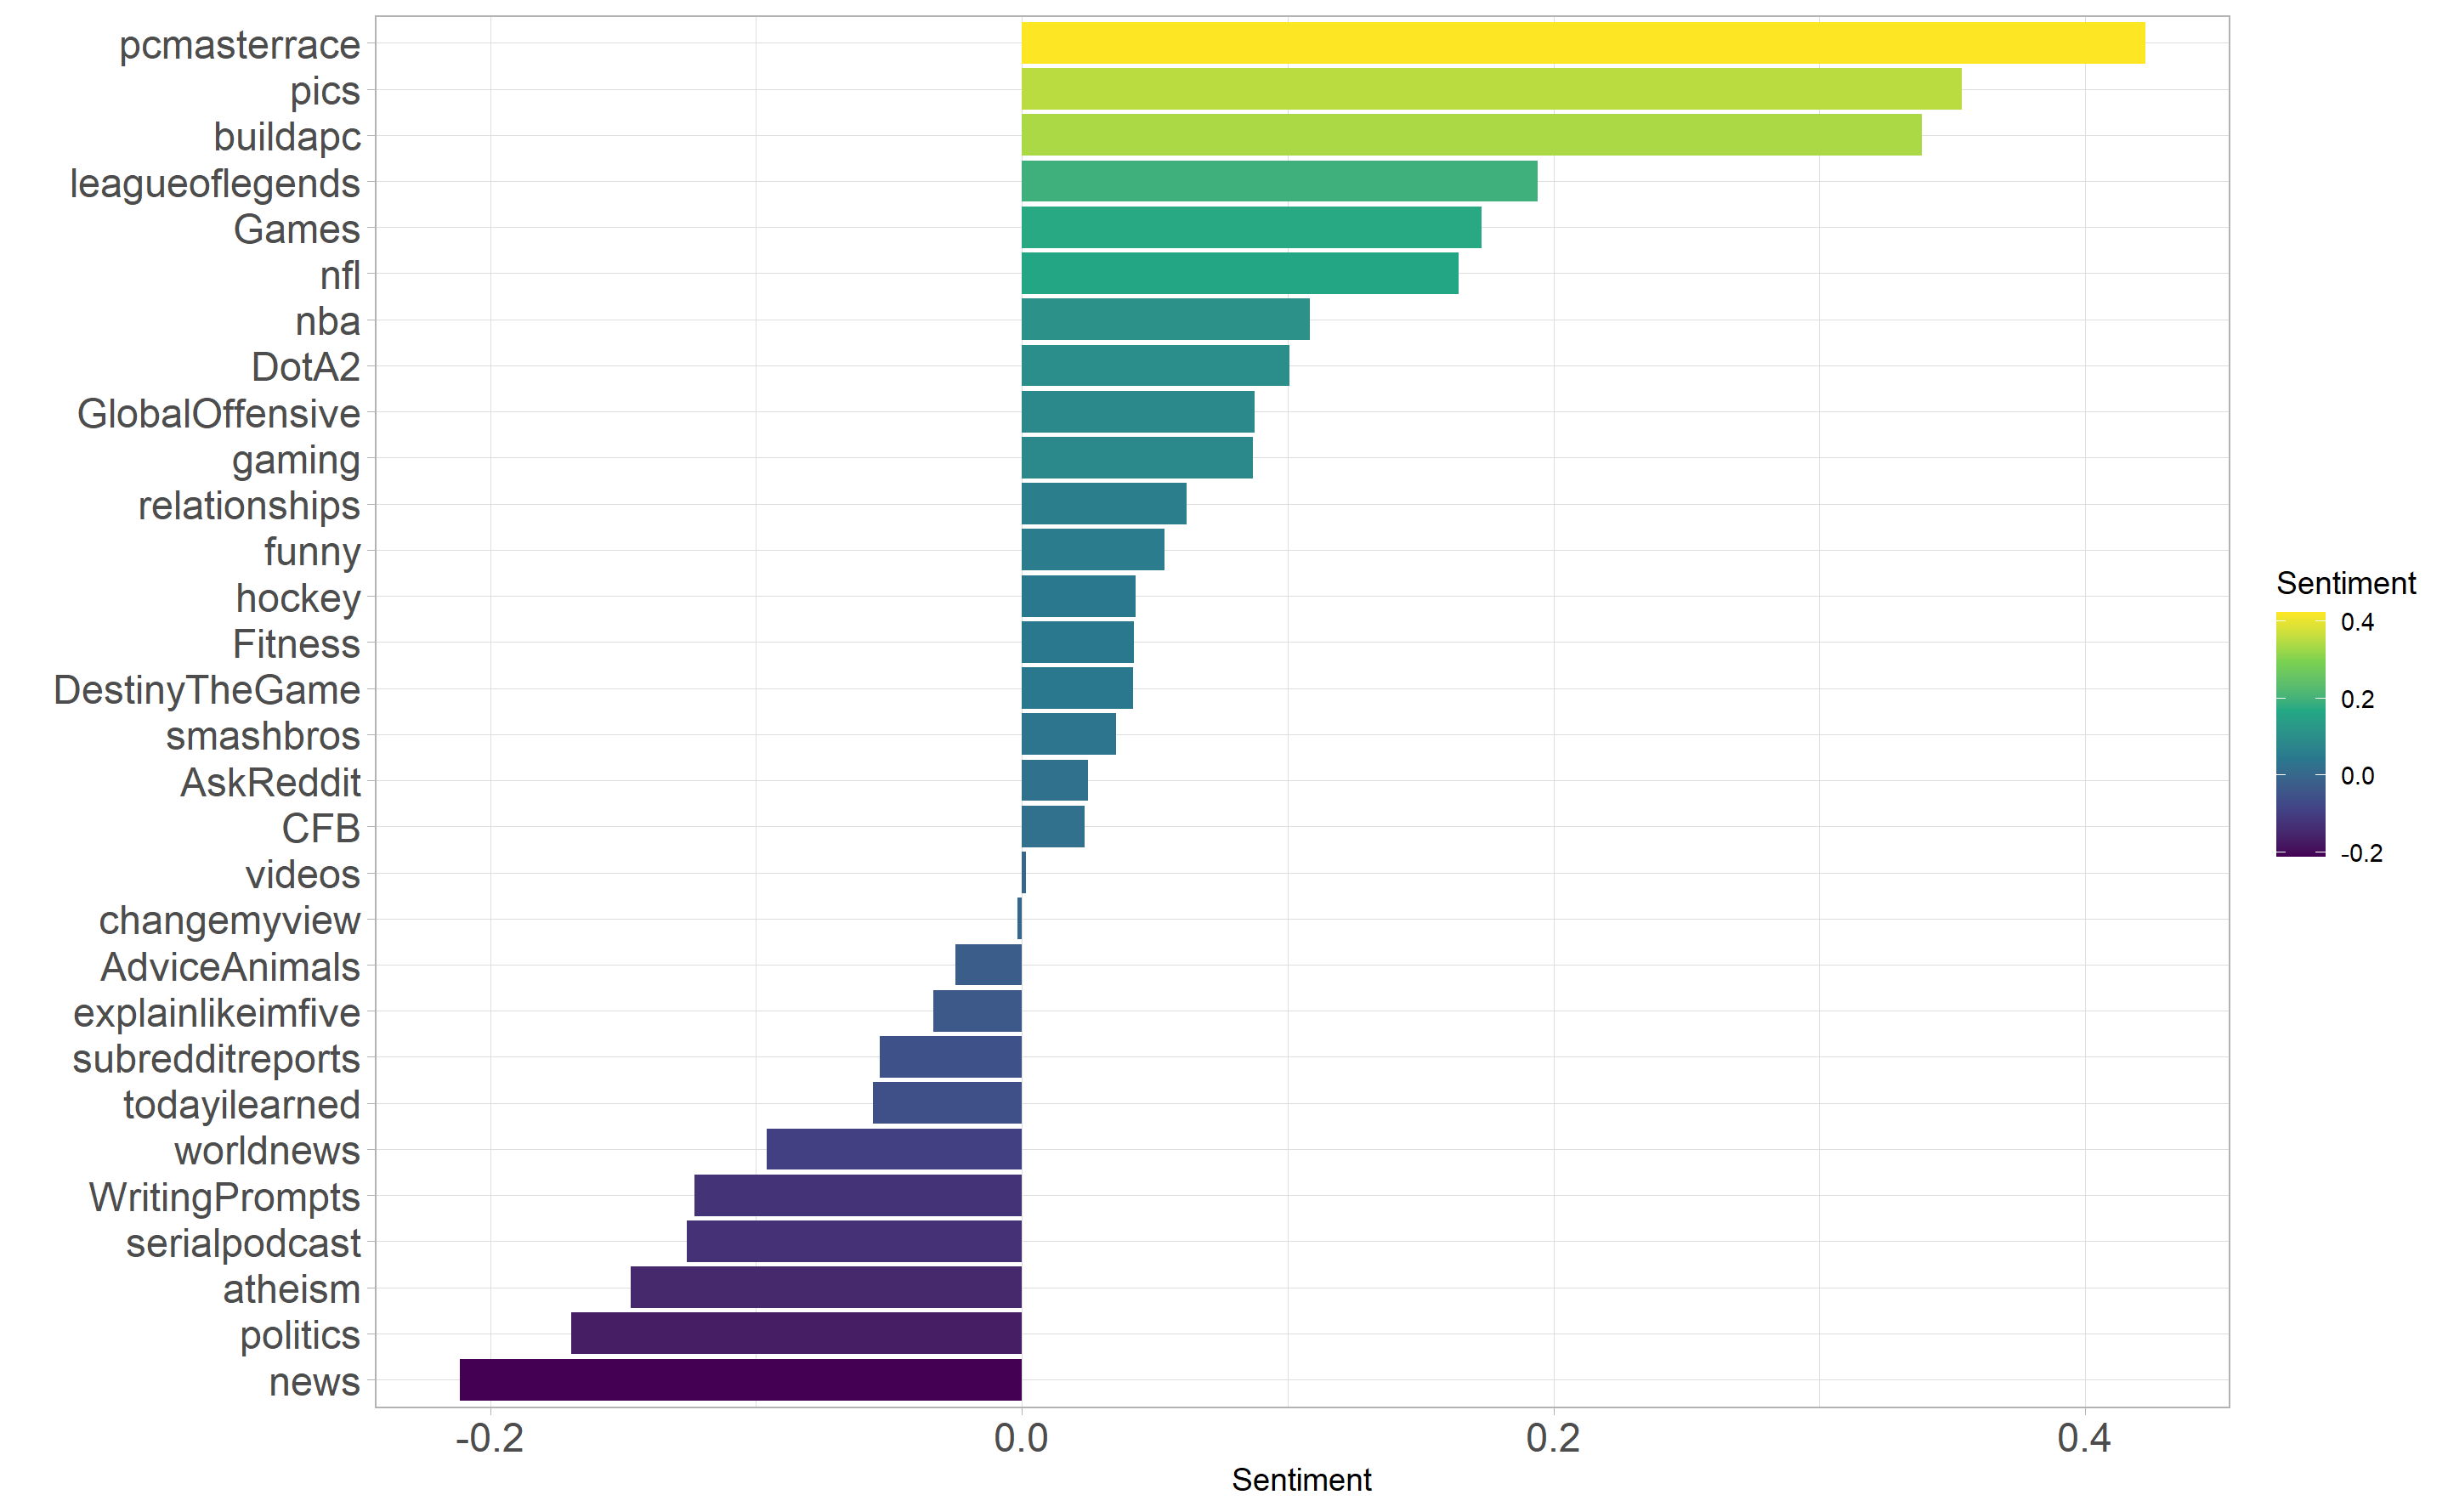 pcmasterrace
pics
buildapc
leagueoflegends
Games
nfl
nba
DotA2
GlobalOffensive
gaming
relationships
funny
hockey
Fitness
DestinyTheGame
smashbros
AskReddit
CFB
videos
changemyview
AdviceAnimals
explainlikeimfive
subredditreports
todayilearned
worldnews
WritingPrompts
serialpodcast
atheism
politics
news
-0.2 0.0 0.2 0.4
Sentiment
Sentiment
0.4
0.2
0.0
-0.2